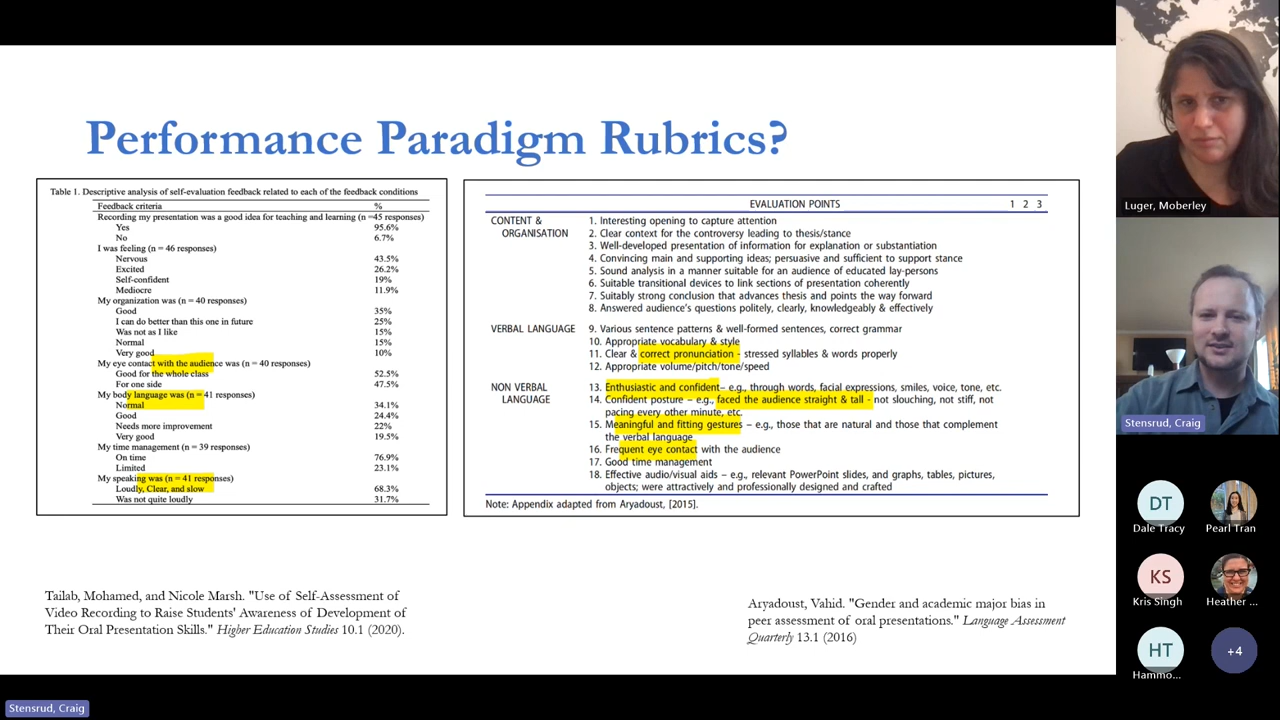 Performance Paradigm Rubrics?
Table 1. Descriptive analysis of self-evaluation feedback related to each of the feedback conditions
Feedback criteria %
Recording my presentation was a good idea for teaching and learning (n =45 responses)
Yes 95.6%
No 6.7%
I was feeling (n = 46 responses)
Nervous 43.5%
Excited 26.2%
Self-confident 19%
Mediocre 11.9%
My organization was (n = 40 responses)
Good 35%
I can do better than this one in future 25%
Was not as I like 15%
Normal 15%
Very good 10%
My eye contact with the audience was (n = 40 responses)
Good for the whole class 52.5%
For one side 47.5%
My body language was (n = 41 responses)
Normal 34.1%
Good 24.4%
Needs more improvement 22%
Very good 19.5%
My time management was (n = 39 responses)
On time 76.9%
Limited 23.1%
My speaking was (n = 41 responses)
Loudly, Clear, and slow 68.3%
Was not quite loudly 31.7%
EVALUATION POINTS 1 2 3
CONTENT & 1. Interesting opening to capture attention
ORGANISATION 2. Clear context for the controversy leading to thesis/stance
3. Well-developed presentation of information for explanation or substantiation
4. Convincing main and supporting ideas; persuasive and sufficient to support stance
5. Sound analysis in a manner suitable for an audience of educated lay-persons
6. Suitable transitional devices to link sections of presentation coherently
7. Suitably strong conclusion that advances thesis and points the way forward
8. Answered audience's questions politely, clearly, knowledgeably & effectively
VERBAL LANGUAGE 9. Various sentence patterns & well-formed sentences, correct grammar
10. Appropriate vocabulary & style
11. Clear & correct pronunciation - stressed syllables & words properly
12. Appropriate volume/pitch/tone/speed
NON VERBAL 13. Enthusiastic and confident– e.g., through words, facial expressions, smiles, voice, tone, etc.
LANGUAGE 14. Confident posture – e.g., faced the audience straight & tall - not slouching, not stiff, not
pacing every other minute, etc.
15. Meaningful and fitting gestures – e.g., those that are natural and those that complement
the verbal language
16. Frequent eye contact with the audience
17. Good time management
18. Effective audio/visual aids – e.g., relevant PowerPoint slides, and graphs, tables, pictures,
objects; were attractively and professionally designed and crafted
Note: Appendix adapted from Aryadoust, [2015].
Tailab, Mohamed, and Nicole Marsh. "Use of Self-Assessment of
Video Recording to Raise Students' Awareness of Development of
Their Oral Presentation Skills." Higher Education Studies 10.1 (2020).
Aryadoust, Vahid. "Gender and academic major bias in
peer assessment of oral presentations." Language Assessment
Quarterly 13.1 (2016)
Luger, Moberley
Stensrud, Craig
DT
Dale Tracy Pearl Tran
KS
Kris Singh Heather ...
HT +4
Hammo...
Stensrud, Craig